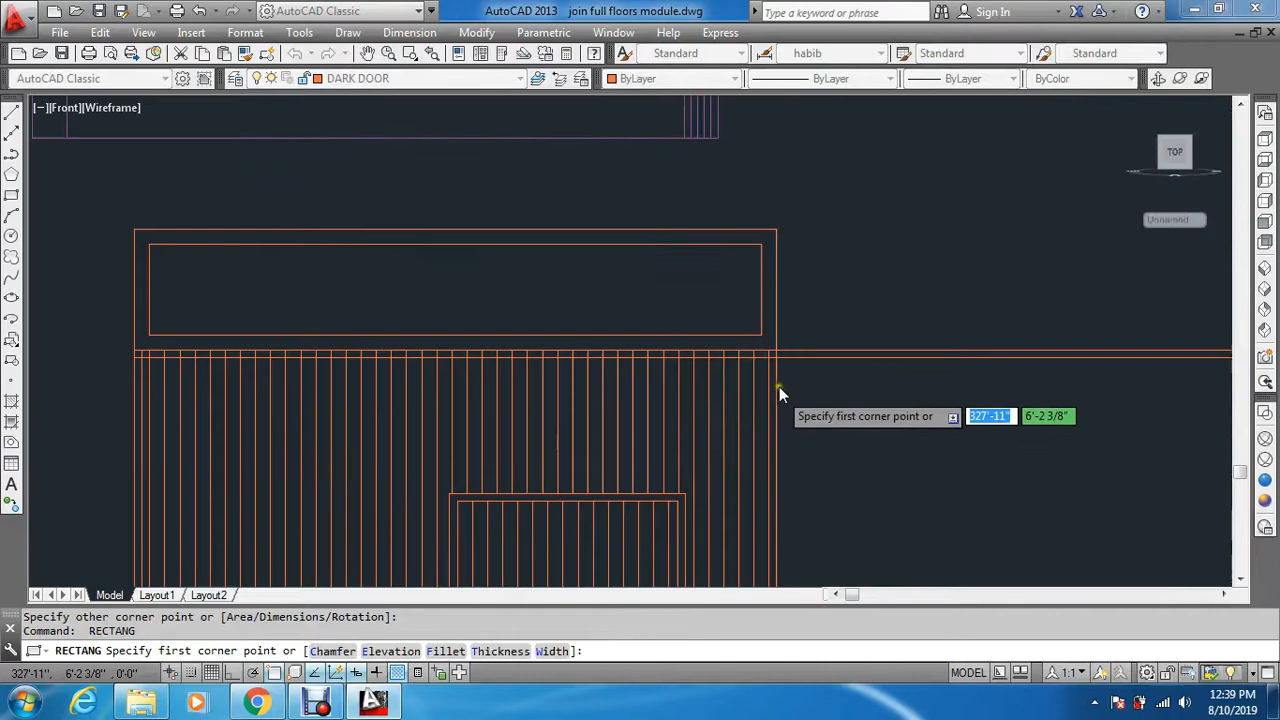 AutoCAD Classic
AutoCAD 2013 join full floors module.dwg
Type a keyword or phrase
Sign In
File Edit View Insert Format Tools Draw Dimension Modify Parametric Window Help Express
Standard habib Standard Standard
AutoCAD Classic DARK DOOR ByLayer ByLayer ByLayer ByColor
[−][Front][Wireframe]
TOP
Unnamed
Specify first corner point or 327'-11" 6'-2 3/8"
Model Layout1 Layout2
Specify other corner point or [Area/Dimensions/Rotation]:
Command: RECTANG
RECTANG Specify first corner point or [Chamfer Elevation Fillet Thickness Width]:
327'-11", 6'-2 3/8", 0'-0" MODEL 1:1
12:39 PM
8/10/2019